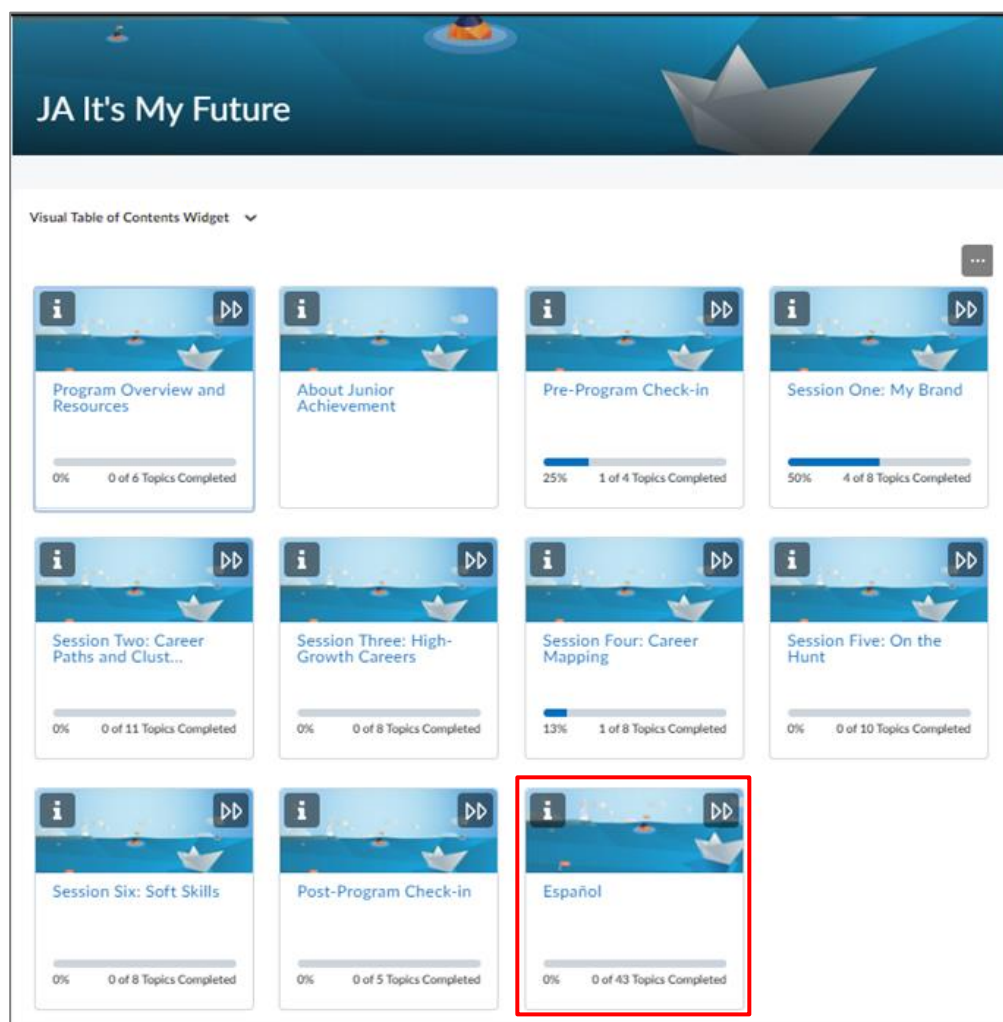 JA It's My Future
Visual Table of Contents Widget
...
Program Overview and
Resources
0% 0 of 6 Topics Completed
About Junior
Achievement
Pre-Program Check-in
25% 1 of 4 Topics Completed
Session One: My Brand
50% 4 of 8 Topics Completed
Session Two: Career
Paths and Clust...
0% 0 of 11 Topics Completed
Session Three: High-
Growth Careers
0% 0 of 8 Topics Completed
Session Four: Career
Mapping
13% 1 of 8 Topics Completed
Session Five: On the
Hunt
0% 0 of 10 Topics Completed
Session Six: Soft Skills
0% 0 of 8 Topics Completed
Post-Program Check-in
0% 0 of 5 Topics Completed
Español
0% 0 of 43 Topics Completed